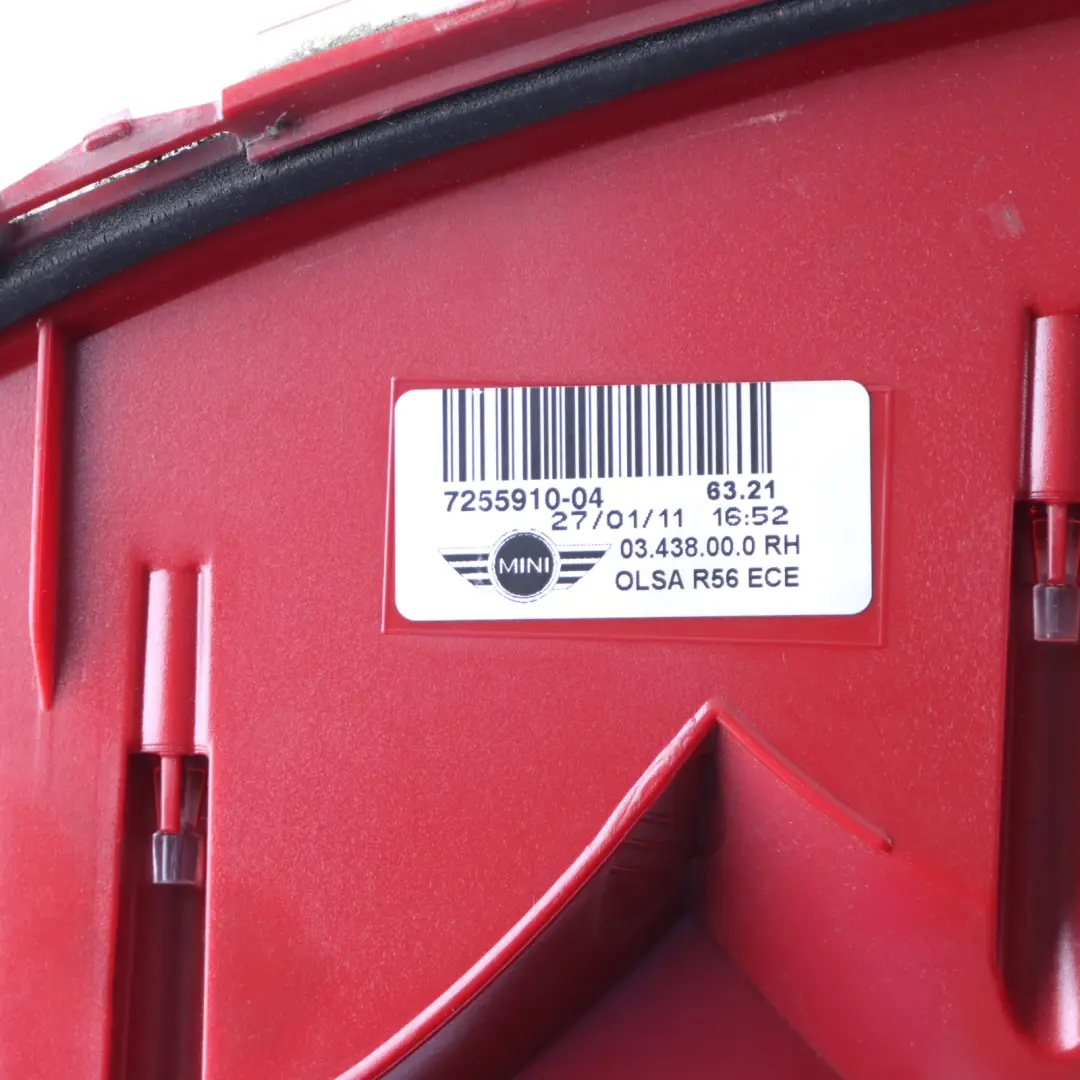 7255910-04 63.21
27/01/11 16:52
03.438.00.0 RH
MINI
OLSA R56 ECE